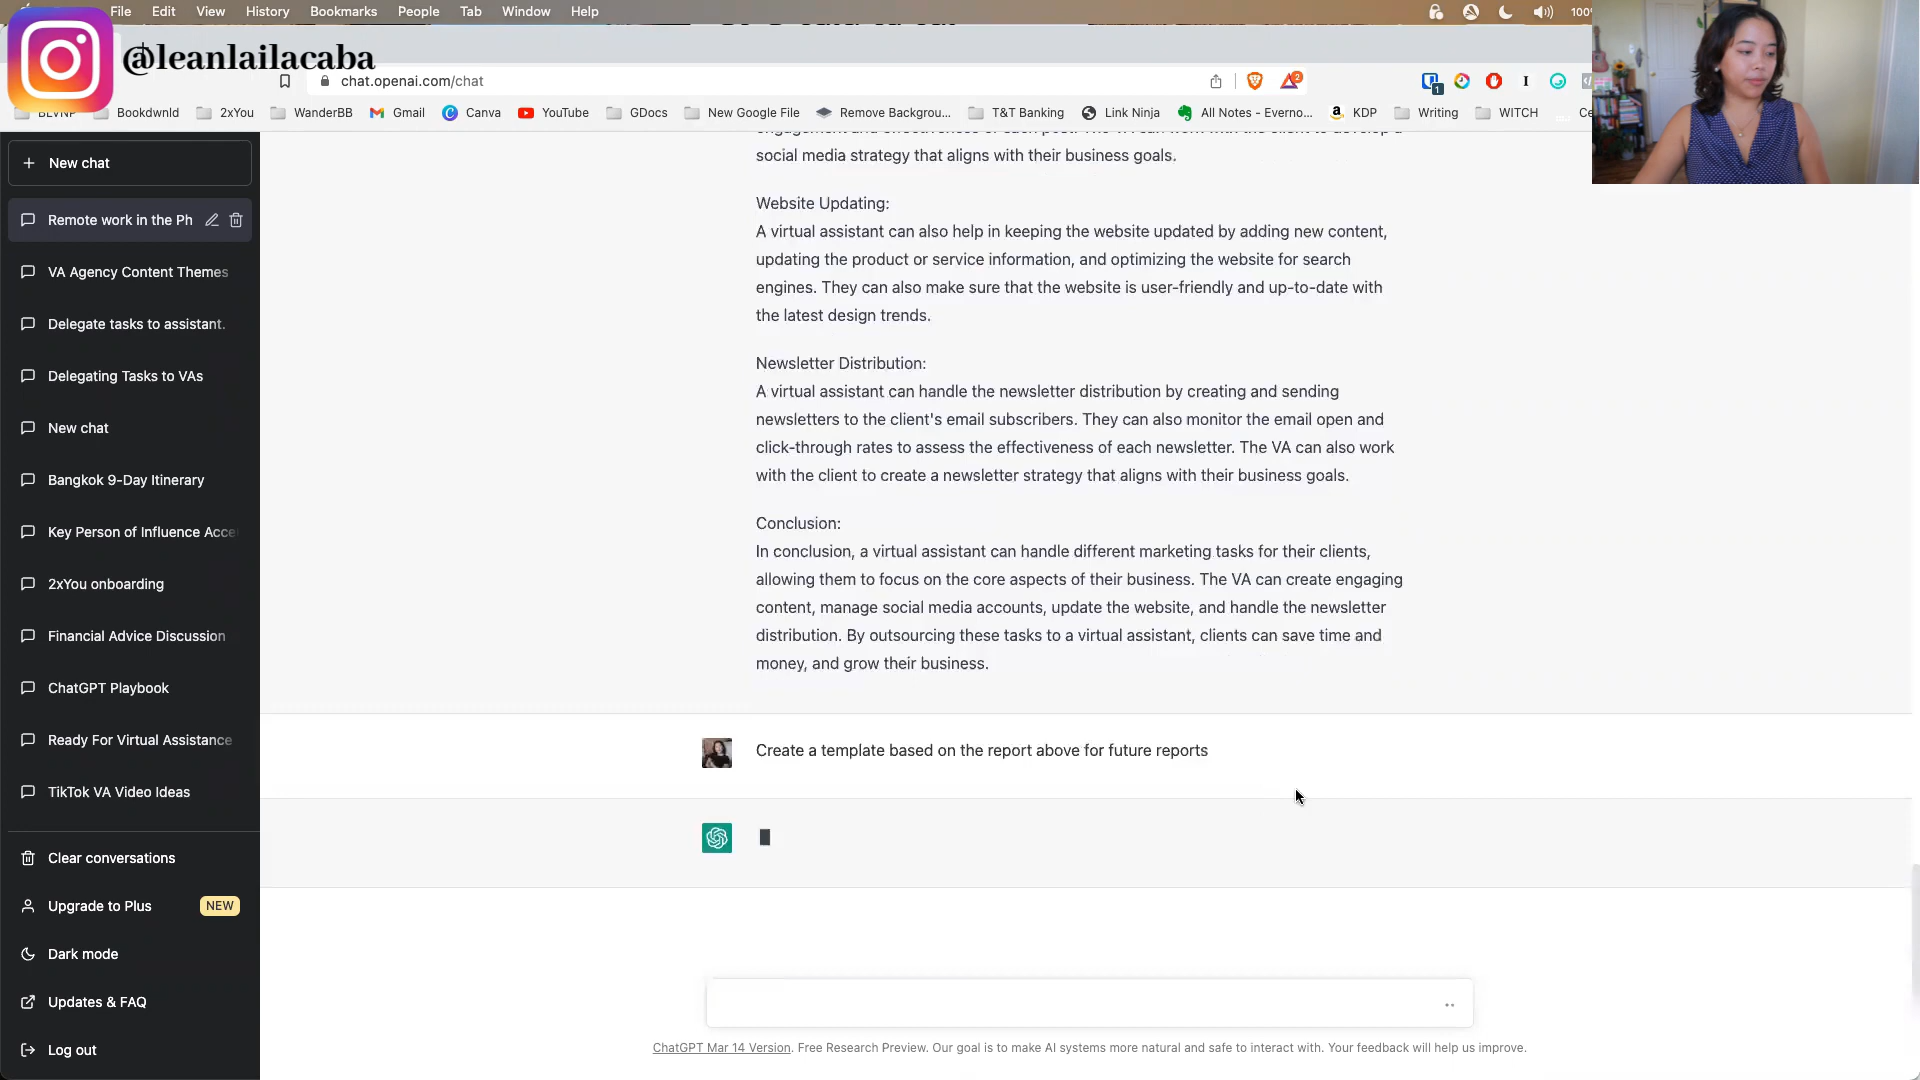 File Edit View History Bookmarks People Tab Window Help
100%
@leanlailacaba
chat.openai.com/chat
2
1
BLVNP Bookdwnld 2xYou WanderBB Gmail Canva YouTube GDocs New Google File Remove Backgrou... T&T Banking Link Ninja All Notes - Everno... KDP Writing WITCH Ce
New chat
Remote work in the Ph
VA Agency Content Themes
Delegate tasks to assistant.
Delegating Tasks to VAs
New chat
Bangkok 9-Day Itinerary
Key Person of Influence Acce
2xYou onboarding
Financial Advice Discussion
ChatGPT Playbook
Ready For Virtual Assistance
TikTok VA Video Ideas
Clear conversations
Upgrade to Plus NEW
Dark mode
Updates & FAQ
Log out
social media strategy that aligns with their business goals.
Website Updating:
A virtual assistant can also help in keeping the website updated by adding new content,
updating the product or service information, and optimizing the website for search
engines. They can also make sure that the website is user-friendly and up-to-date with
the latest design trends.
Newsletter Distribution:
A virtual assistant can handle the newsletter distribution by creating and sending
newsletters to the client's email subscribers. They can also monitor the email open and
click-through rates to assess the effectiveness of each newsletter. The VA can also work
with the client to create a newsletter strategy that aligns with their business goals.
Conclusion:
In conclusion, a virtual assistant can handle different marketing tasks for their clients,
allowing them to focus on the core aspects of their business. The VA can create engaging
content, manage social media accounts, update the website, and handle the newsletter
distribution. By outsourcing these tasks to a virtual assistant, clients can save time and
money, and grow their business.
Create a template based on the report above for future reports
ChatGPT Mar 14 Version. Free Research Preview. Our goal is to make AI systems more natural and safe to interact with. Your feedback will help us improve.